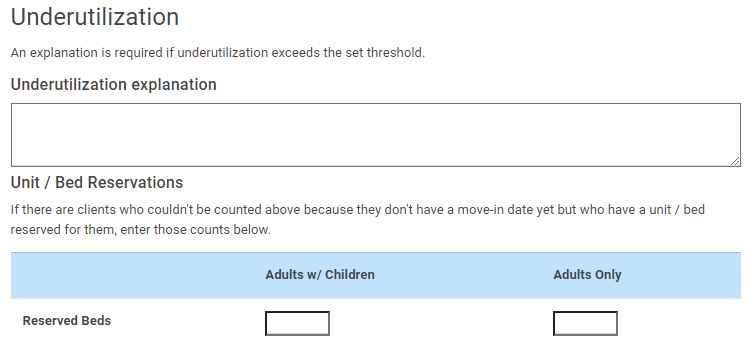 Underutilization
An explanation is required if underutilization exceeds the set threshold.
Underutilization explanation
Unit / Bed Reservations
If there are clients who couldn't be counted above because they don't have a move-in date yet but who have a unit / bed
reserved for them, enter those counts below.
Adults w/ Children Adults Only
Reserved Beds